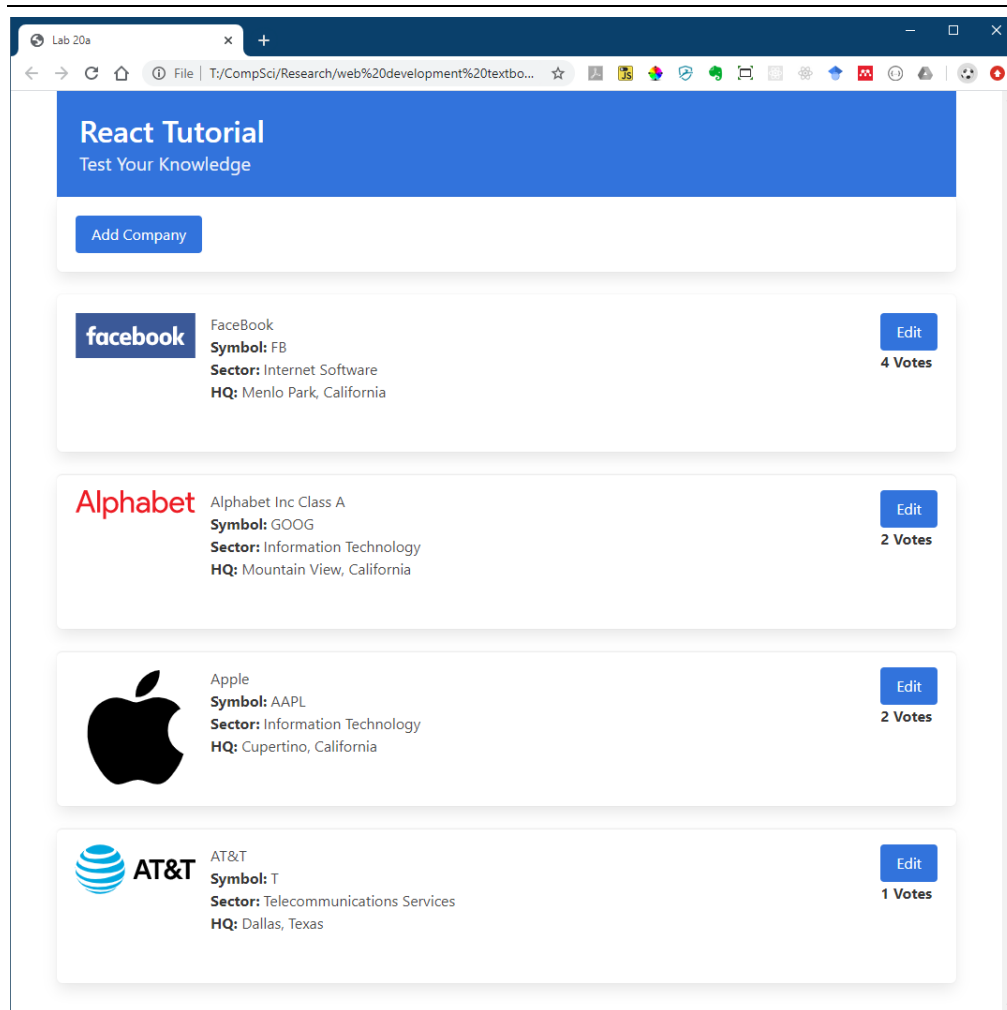 Lab 20a
File | T:/CompSci/Research/web%20development%20textbo...
JS
React Tutorial
Test Your Knowledge
Add Company
facebook
FaceBook
Symbol: FB
Sector: Internet Software
HQ: Menlo Park, California
Edit
4 Votes
Alphabet
Alphabet Inc Class A
Symbol: GOOG
Sector: Information Technology
HQ: Mountain View, California
Edit
2 Votes
Apple
Symbol: AAPL
Sector: Information Technology
HQ: Cupertino, California
Edit
2 Votes
AT&T
AT&T
Symbol: T
Sector: Telecommunications Services
HQ: Dallas, Texas
Edit
1 Votes